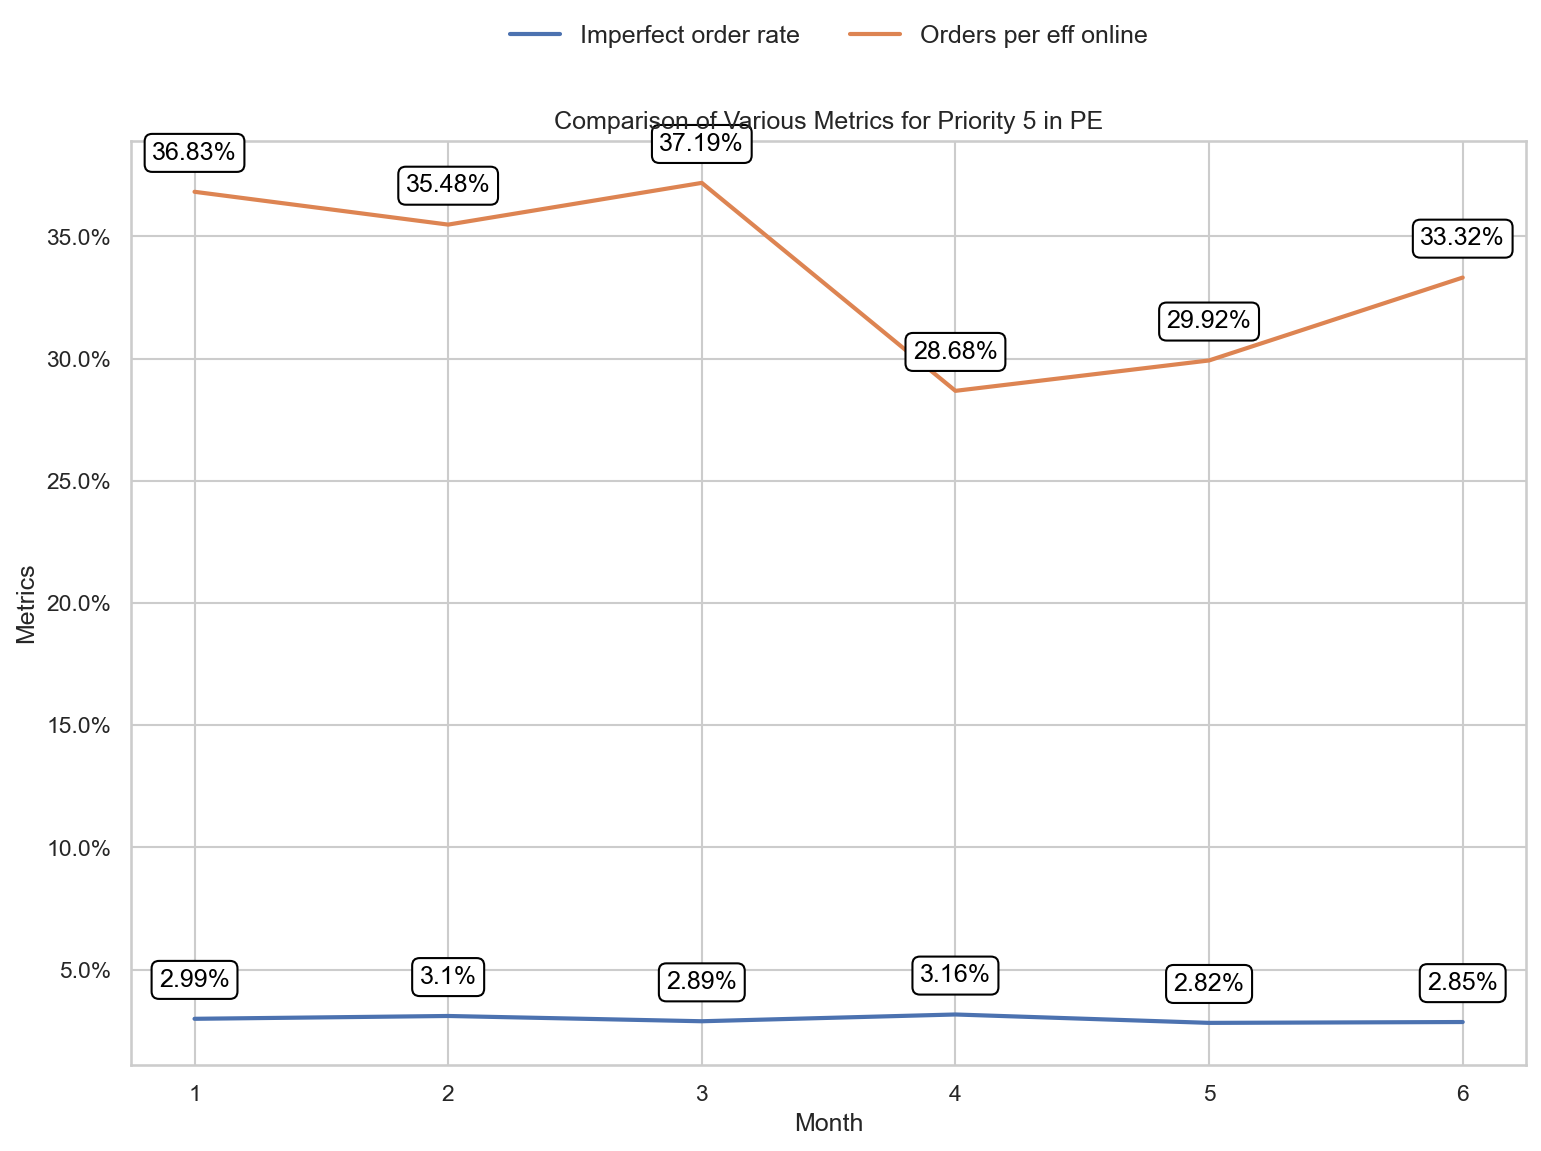 Imperfect order rate Orders per eff online
Comparison of Various Metrics for Priority 5 in PE
36.83% 35.48% 37.19% 28.68% 29.92% 33.32%
35.0%
30.0%
25.0%
20.0%
15.0%
10.0%
5.0%
Metrics
2.99% 3.1% 2.89% 3.16% 2.82% 2.85%
1 2 3 4 5 6
Month